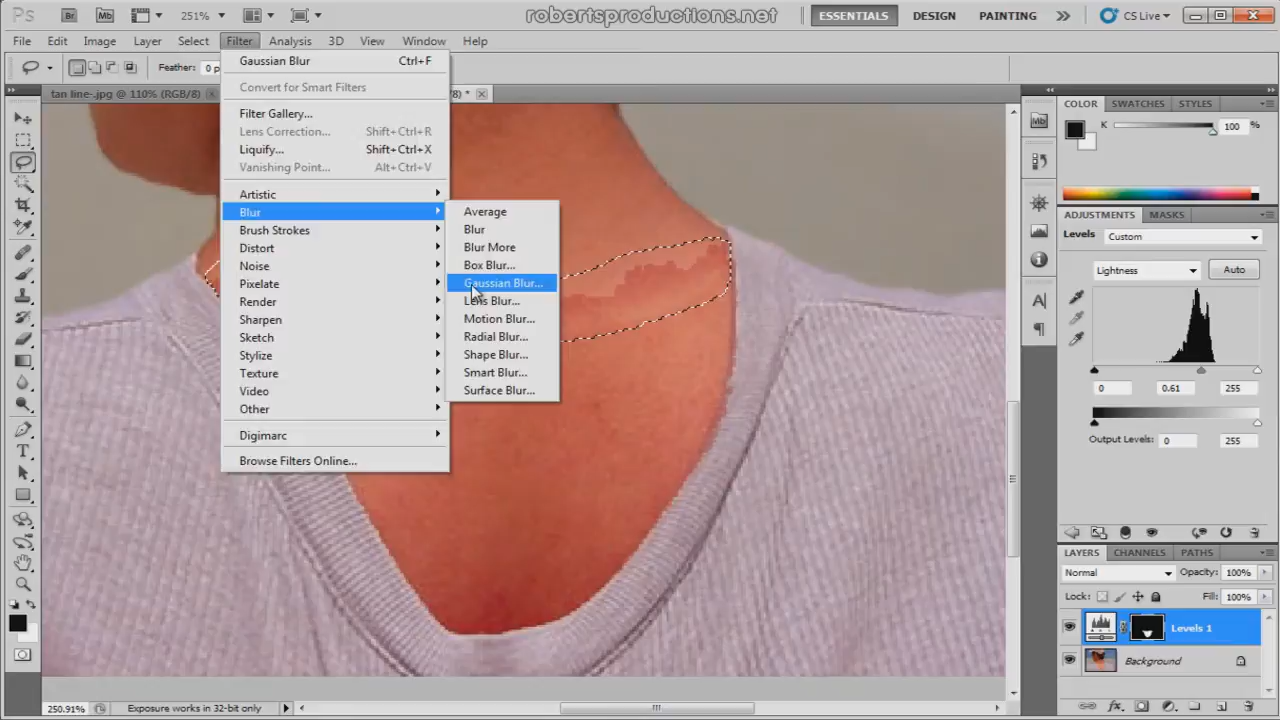 Ps Br Mb 251% robertsproductions.net ESSENTIALS DESIGN PAINTING CS Live
File Edit Image Layer Select Filter Analysis 3D View Window Help
Feather: 0 p
tan line-.jpg @ 110% (RGB/8)
/8) *
Gaussian Blur Ctrl+F
Convert for Smart Filters
Filter Gallery...
Lens Correction... Shift+Ctrl+R
Liquify... Shift+Ctrl+X
Vanishing Point... Alt+Ctrl+V
Artistic
Blur
Brush Strokes
Distort
Noise
Pixelate
Render
Sharpen
Sketch
Stylize
Texture
Video
Other
Digimarc
Browse Filters Online...
Average
Blur
Blur More
Box Blur...
Gaussian Blur...
Lens Blur...
Motion Blur...
Radial Blur...
Shape Blur...
Smart Blur...
Surface Blur...
Mb
A
T
COLOR SWATCHES STYLES
K 100 %
ADJUSTMENTS MASKS
Levels Custom
Lightness Auto
0 0.61 255
Output Levels: 0 255
LAYERS CHANNELS PATHS
Normal Opacity: 100%
Lock: Fill: 100%
Levels 1
Background
fx
250.91% Exposure works in 32-bit only